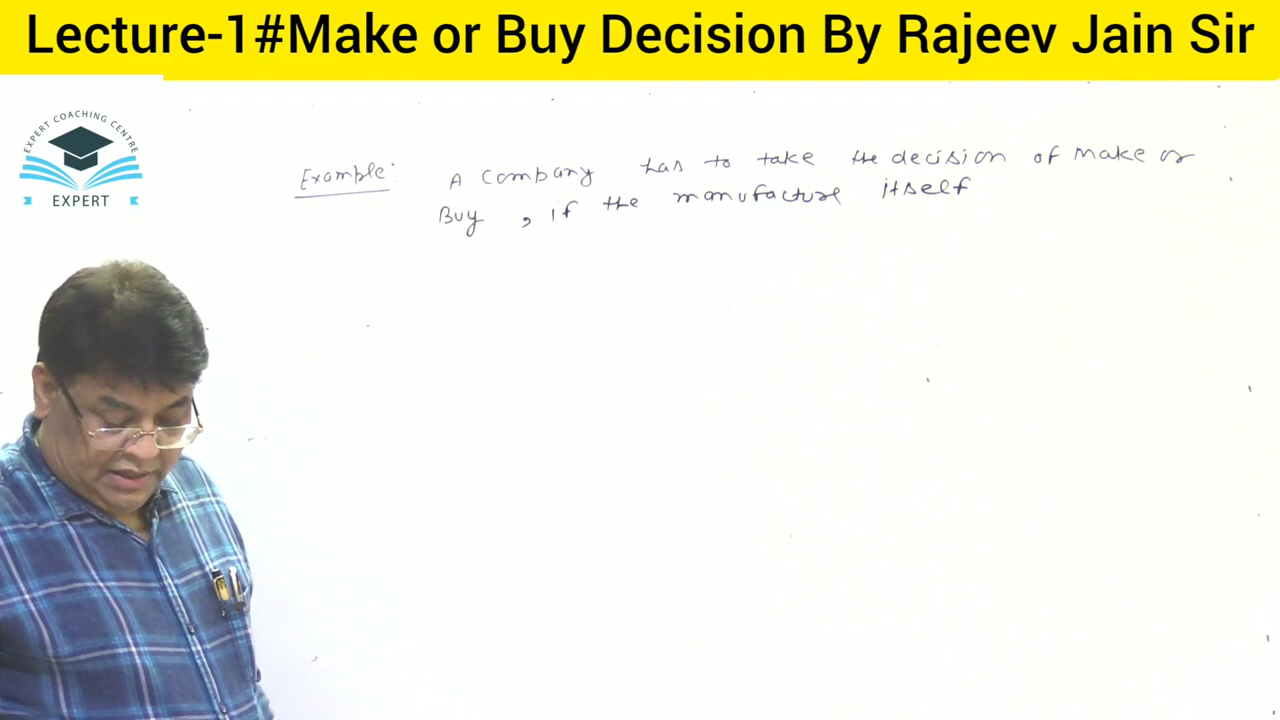 Lecture-1#Make or Buy Decision By Rajeev Jain Sir
EXPERT COACHING CENTRE
EXPERT
Example: A Company has to take the decision of Make or
Buy , if the manufacture itself